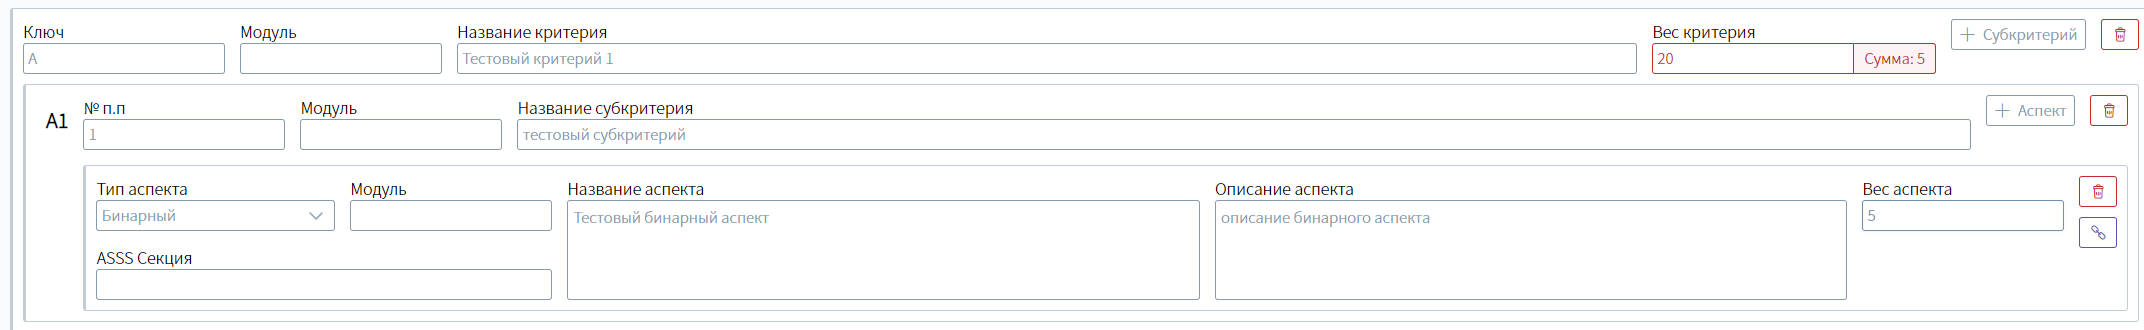 Ключ Модуль Название критерия Вес критерия
A Тестовый критерий 1 20 Сумма: 5 + Субкритерий
A1 № п.п Модуль Название субкритерия
1 тестовый субкритерий + Аспект
Тип аспекта Модуль Название аспекта Описание аспекта Вес аспекта
Бинарный Тестовый бинарный аспект описание бинарного аспекта 5
ASSS Секция